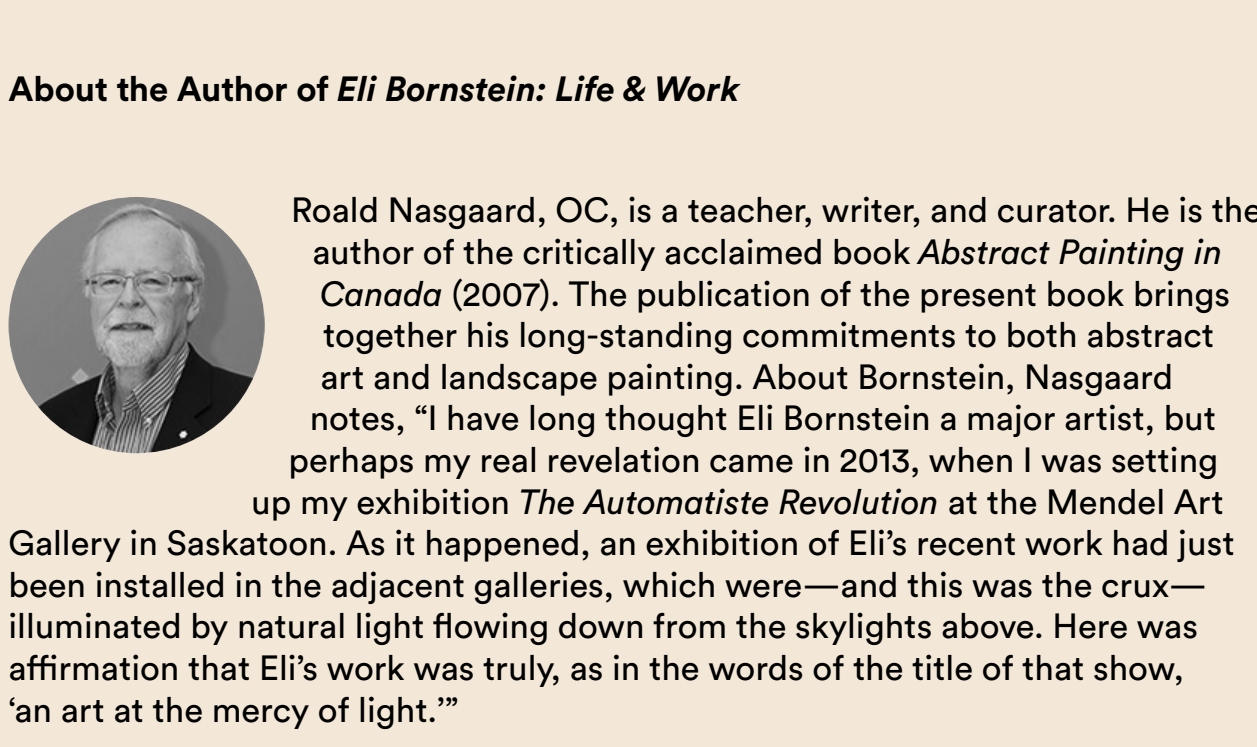 About the Author of Eli Bornstein: Life & Work
Roald Nasgaard, OC, is a teacher, writer, and curator. He is the
author of the critically acclaimed book Abstract Painting in
Canada (2007). The publication of the present book brings
together his long-standing commitments to both abstract
art and landscape painting. About Bornstein, Nasgaard
notes, “I have long thought Eli Bornstein a major artist, but
perhaps my real revelation came in 2013, when I was setting
up my exhibition The Automatiste Revolution at the Mendel Art
Gallery in Saskatoon. As it happened, an exhibition of Eli’s recent work had just
been installed in the adjacent galleries, which were—and this was the crux—
illuminated by natural light flowing down from the skylights above. Here was
affirmation that Eli’s work was truly, as in the words of the title of that show,
‘an art at the mercy of light.’”